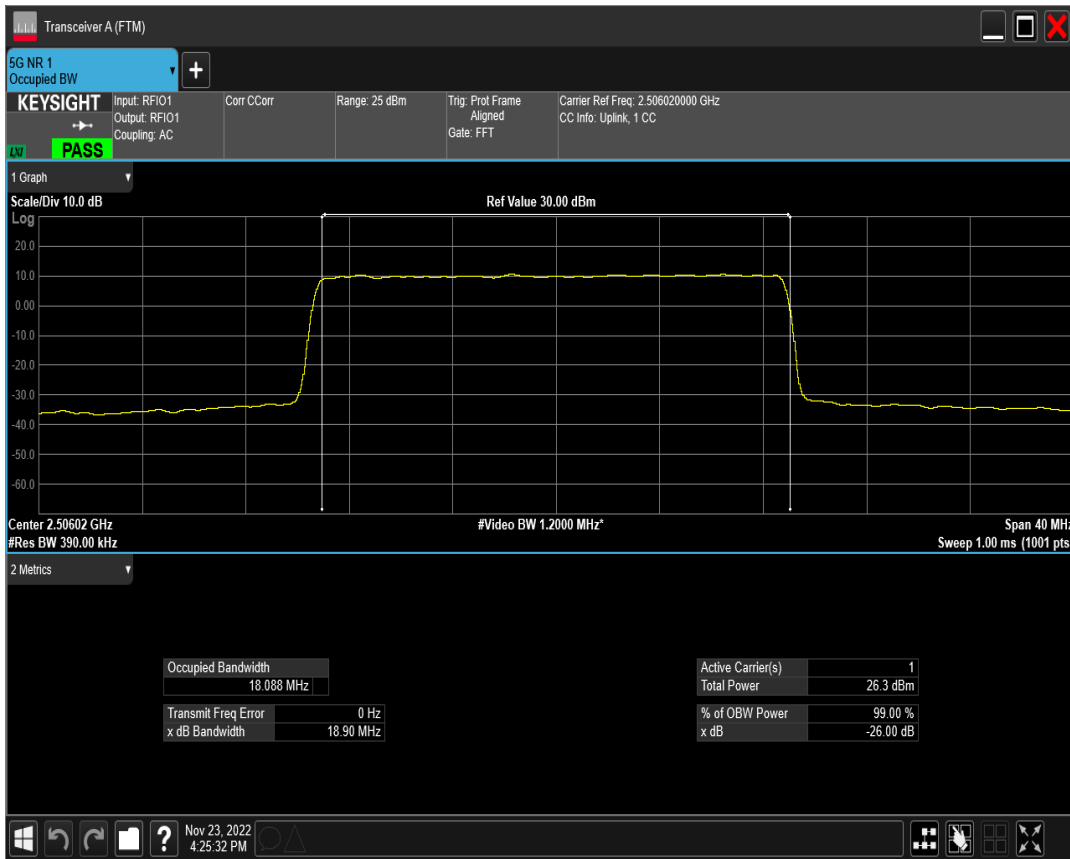 Transceiver A (FTM)
5G NR 1
Occupied BW
+
KEYSIGHT
LXI
PASS
Input: RFIO1
Output: RFIO1
Coupling: AC
Corr CCorr
Range: 25 dBm
Trig: Prot Frame
Aligned
Gate: FFT
Carrier Ref Freq: 2.506020000 GHz
CC Info: Uplink, 1 CC
1 Graph
Scale/Div 10.0 dB
Ref Value 30.00 dBm
Log
20.0
10.0
0.00
-10.0
-20.0
-30.0
-40.0
-50.0
-60.0
Center 2.50602 GHz
#Video BW 1.2000 MHz*
Span 40 MHz
#Res BW 390.00 kHz
Sweep 1.00 ms (1001 pts
2 Metrics
Occupied Bandwidth
18.088 MHz
Transmit Freq Error 0 Hz
x dB Bandwidth 18.90 MHz
Active Carrier(s) 1
Total Power 26.3 dBm
% of OBW Power 99.00 %
x dB -26.00 dB
?
Nov 23, 2022
4:25:32 PM